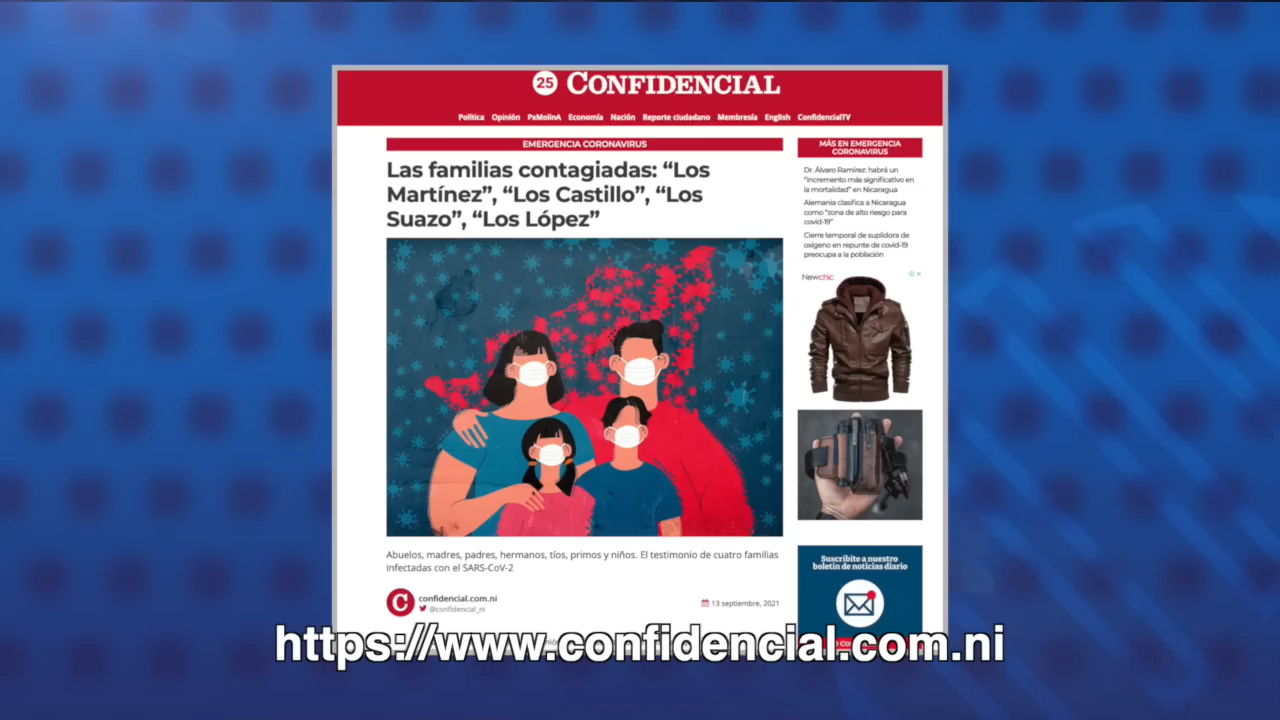 25 CONFIDENCIAL
Política Opinión PxMolinA Economía Nación Reporte ciudadano Membresía English ConfidencialTV
EMERGENCIA CORONAVIRUS
Las familias contagiadas: “Los
Martínez”, “Los Castillo”, “Los
Suazo”, “Los López”
Abuelos, madres, padres, hermanos, tíos, primos y niños. El testimonio de cuatro familias
infectadas con el SARS-CoV-2
C confidencial.com.ni
@confidencial_ni
13 septiembre, 2021
MÁS EN EMERGENCIA
CORONAVIRUS
Dr. Álvaro Ramírez: habrá un
“incremento más significativo en
la mortalidad” en Nicaragua
Alemania clasifica a Nicaragua
como “zona de alto riesgo para
covid-19”
Cierre temporal de suplidora de
oxígeno en repunte de covid-19
preocupa a la población
Newchic
Suscribite a nuestro
boletín de noticias diario
https://www.confidencial.com.ni